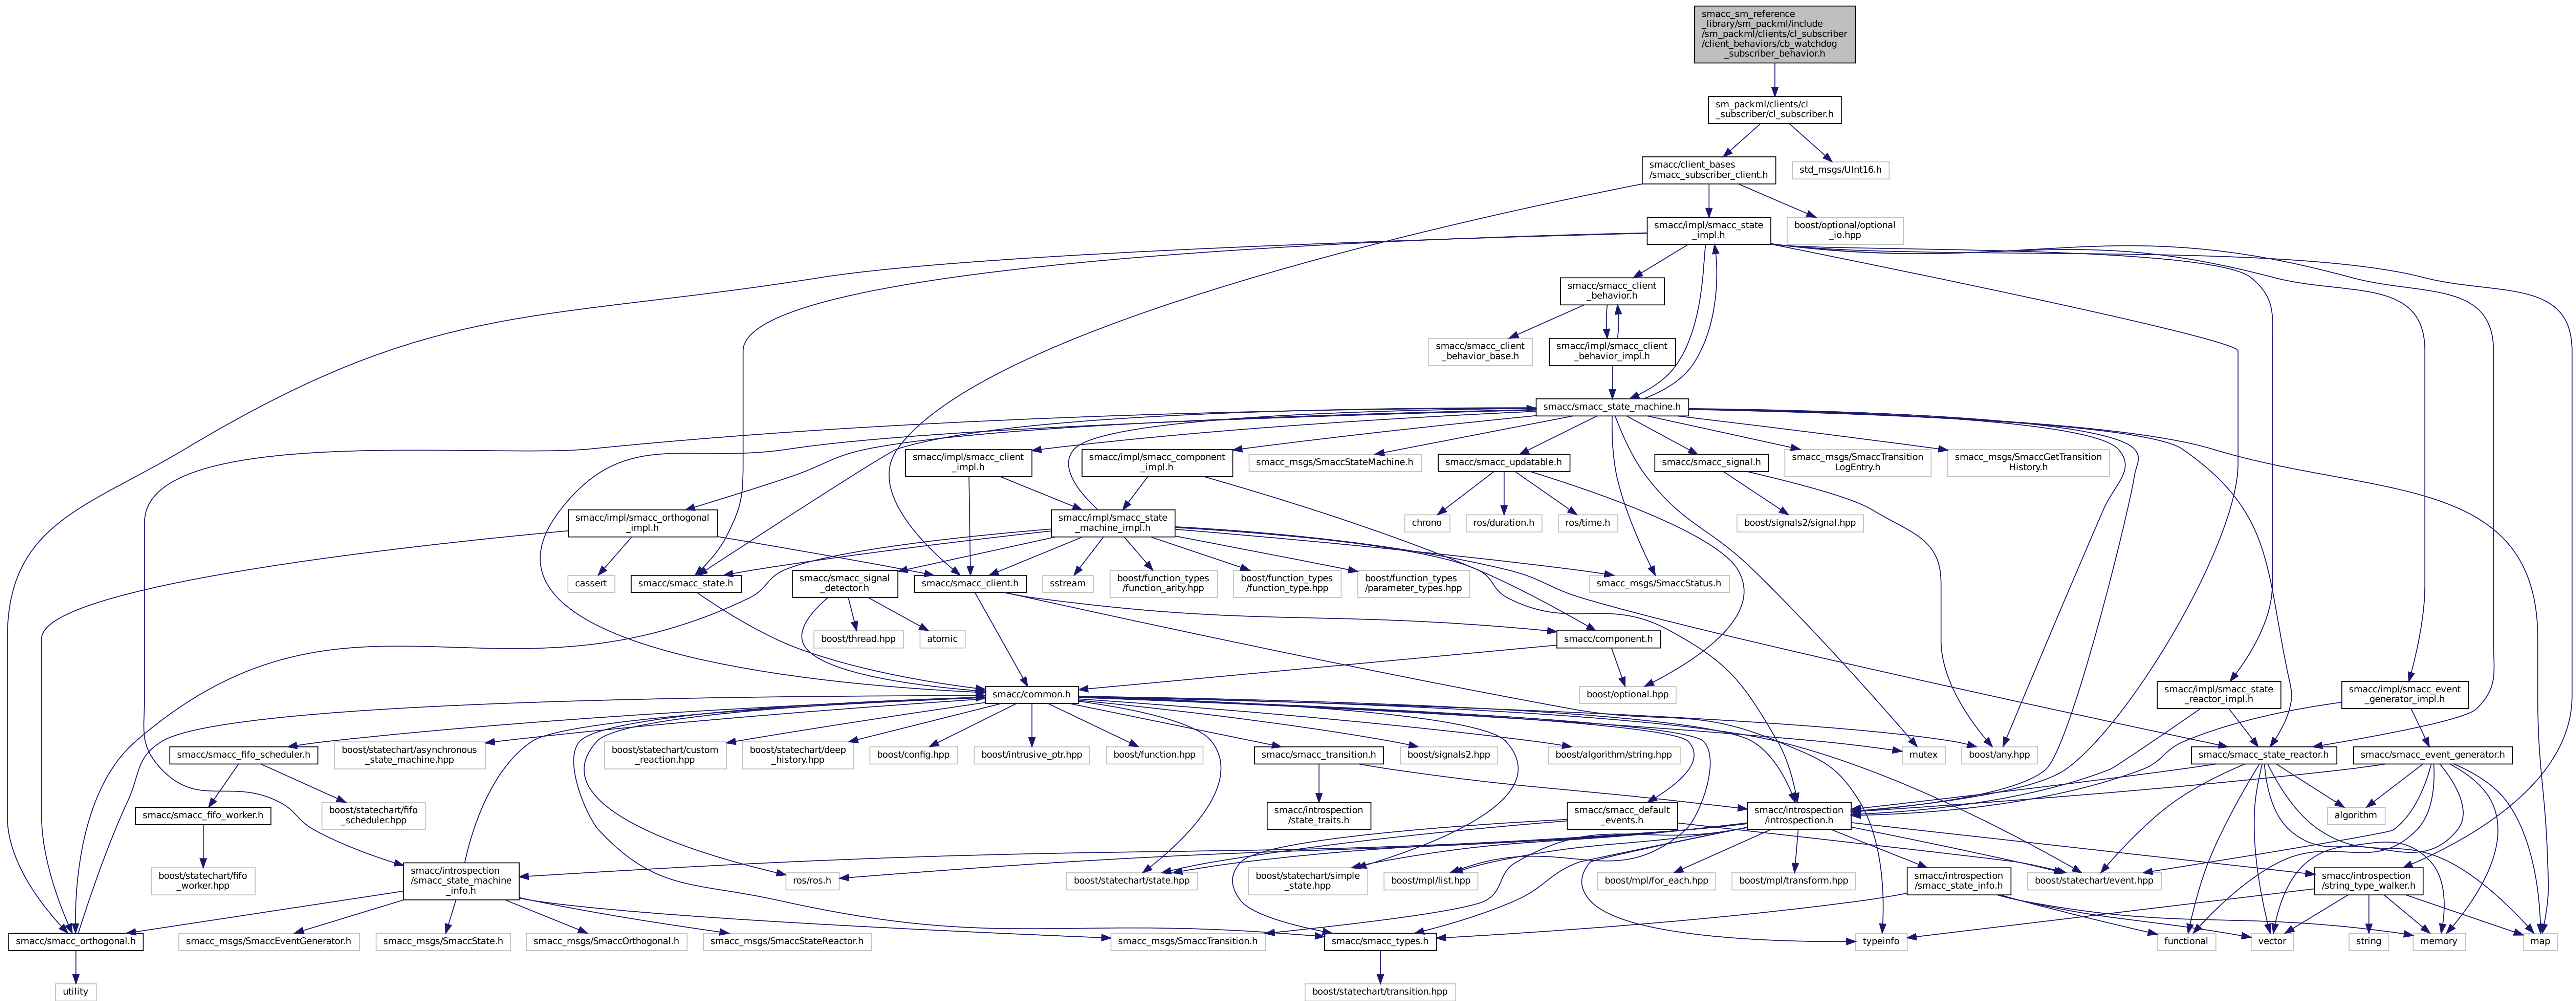 smacc_sm_reference
_library/sm_packml/include
/sm_packml/clients/cl_subscriber
/client_behaviors/cb_watchdog
_subscriber_behavior.h
sm_packml/clients/cl
_subscriber/cl_subscriber.h
smacc/client_bases
/smacc_subscriber_client.h
std_msgs/UInt16.h
smacc/impl/smacc_state
_impl.h
boost/optional/optional
_io.hpp
smacc/smacc_client
_behavior.h
smacc/smacc_client
_behavior_base.h
smacc/impl/smacc_client
_behavior_impl.h
smacc/smacc_state_machine.h
smacc/impl/smacc_client
_impl.h
smacc/impl/smacc_component
_impl.h
smacc_msgs/SmaccStateMachine.h
smacc/smacc_updatable.h
smacc/smacc_signal.h
smacc_msgs/SmaccTransition
LogEntry.h
smacc_msgs/SmaccGetTransition
History.h
smacc/impl/smacc_orthogonal
_impl.h
smacc/impl/smacc_state
_machine_impl.h
chrono
ros/duration.h
ros/time.h
boost/signals2/signal.hpp
cassert
smacc/smacc_state.h
smacc/smacc_signal
_detector.h
smacc/smacc_client.h
sstream
boost/function_types
/function_arity.hpp
boost/function_types
/function_type.hpp
boost/function_types
/parameter_types.hpp
smacc_msgs/SmaccStatus.h
boost/thread.hpp
atomic
smacc/component.h
smacc/common.h
boost/optional.hpp
smacc/impl/smacc_state
_reactor_impl.h
smacc/impl/smacc_event
_generator_impl.h
smacc/smacc_fifo_scheduler.h
boost/statechart/asynchronous
_state_machine.hpp
boost/statechart/custom
_reaction.hpp
boost/statechart/deep
_history.hpp
boost/config.hpp
boost/intrusive_ptr.hpp
boost/function.hpp
smacc/smacc_transition.h
boost/signals2.hpp
boost/algorithm/string.hpp
mutex
boost/any.hpp
smacc/smacc_state_reactor.h
smacc/smacc_event_generator.h
smacc/smacc_fifo_worker.h
boost/statechart/fifo
_scheduler.hpp
smacc/introspection
/state_traits.h
smacc/smacc_default
_events.h
smacc/introspection
/introspection.h
algorithm
boost/statechart/fifo
_worker.hpp
smacc/introspection
/smacc_state_machine
_info.h
ros/ros.h
boost/statechart/state.hpp
boost/statechart/simple
_state.hpp
boost/mpl/list.hpp
boost/mpl/for_each.hpp
boost/mpl/transform.hpp
smacc/introspection
/smacc_state_info.h
boost/statechart/event.hpp
smacc/introspection
/string_type_walker.h
smacc/smacc_orthogonal.h
smacc_msgs/SmaccEventGenerator.h
smacc_msgs/SmaccState.h
smacc_msgs/SmaccOrthogonal.h
smacc_msgs/SmaccStateReactor.h
smacc_msgs/SmaccTransition.h
smacc/smacc_types.h
typeinfo
functional
vector
string
memory
map
utility
boost/statechart/transition.hpp